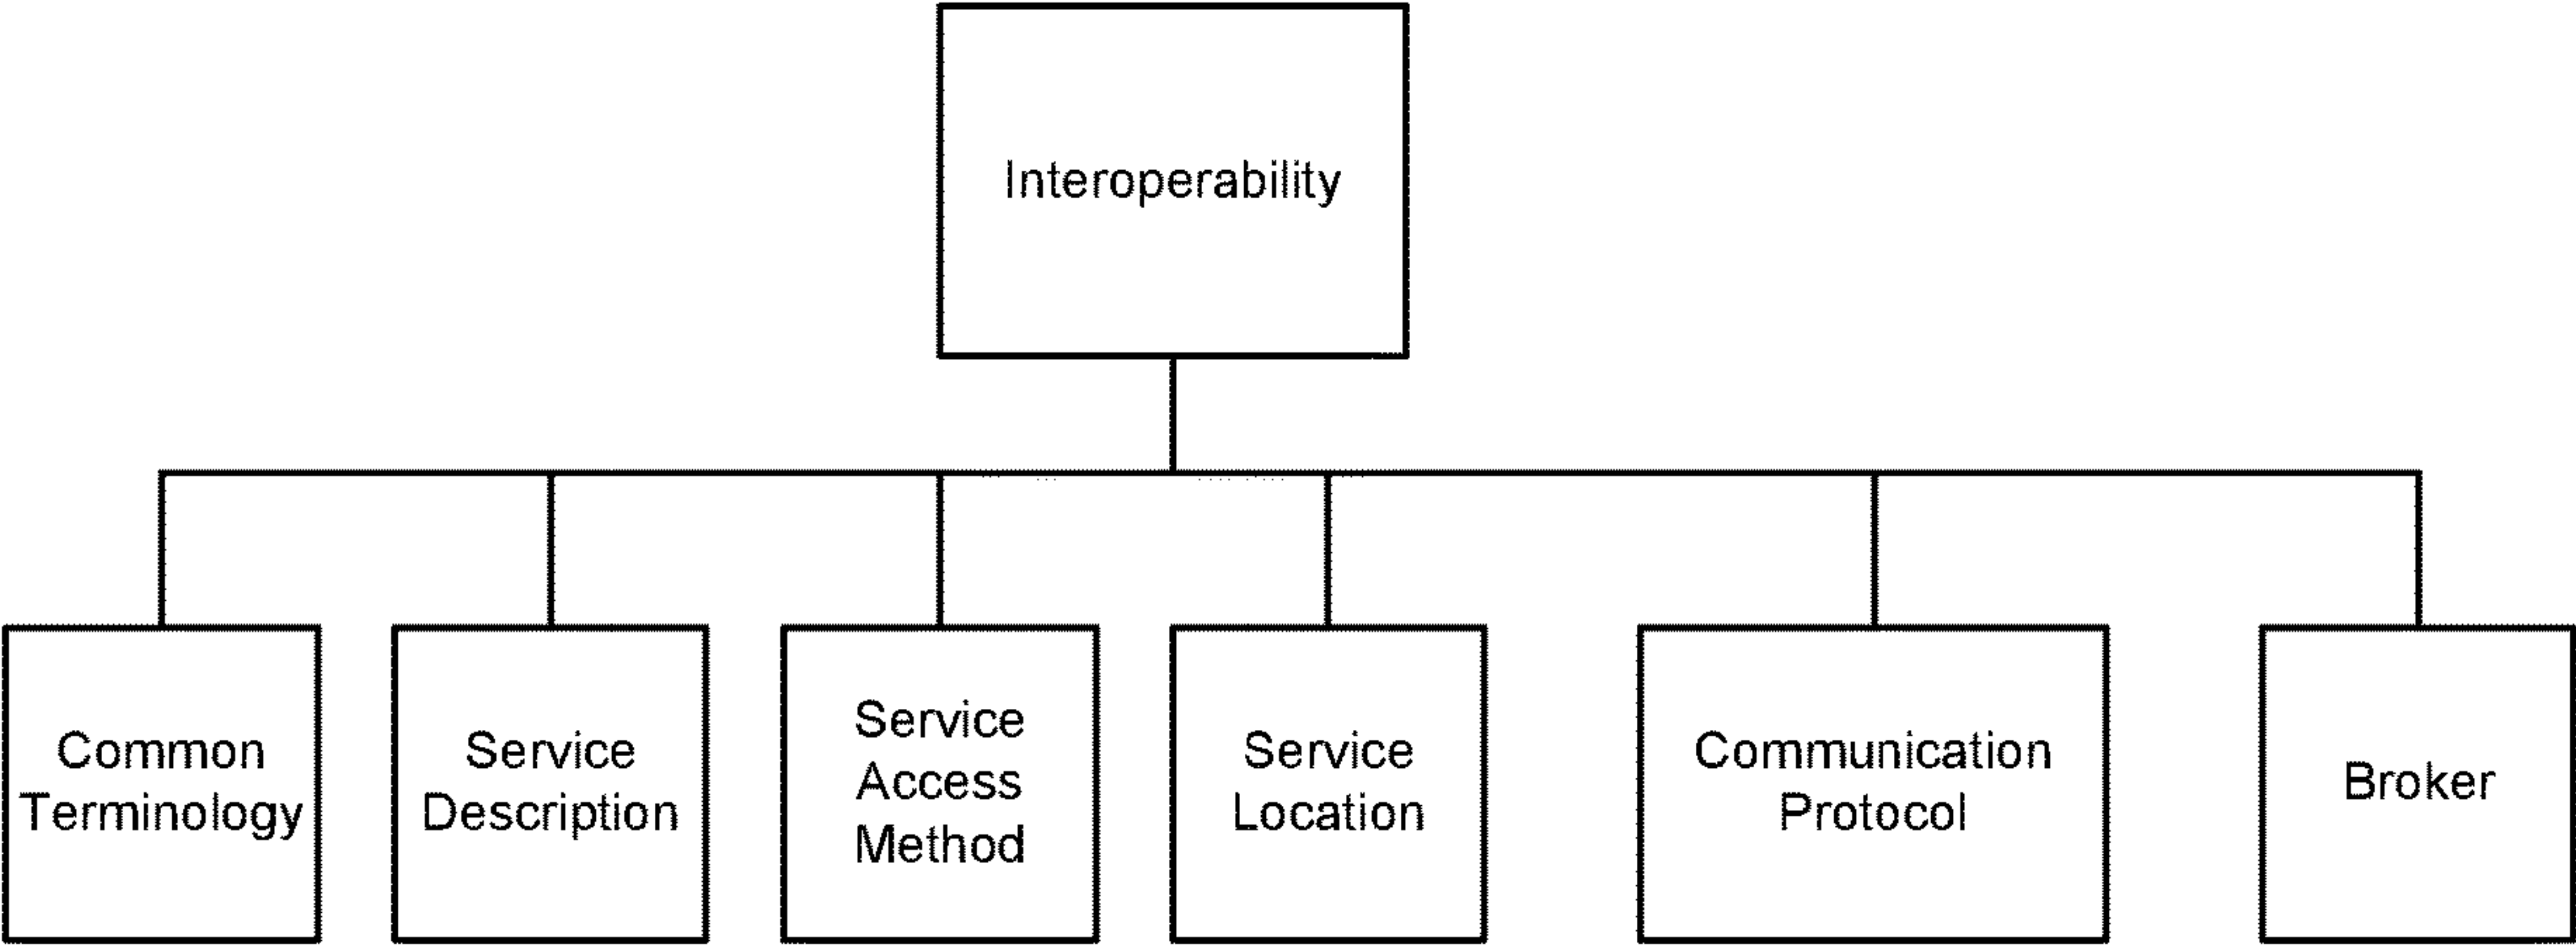 Interoperability
Common
Terminology
Service
Description
Service
Access
Method
Service
Location
Communication
Protocol
Broker